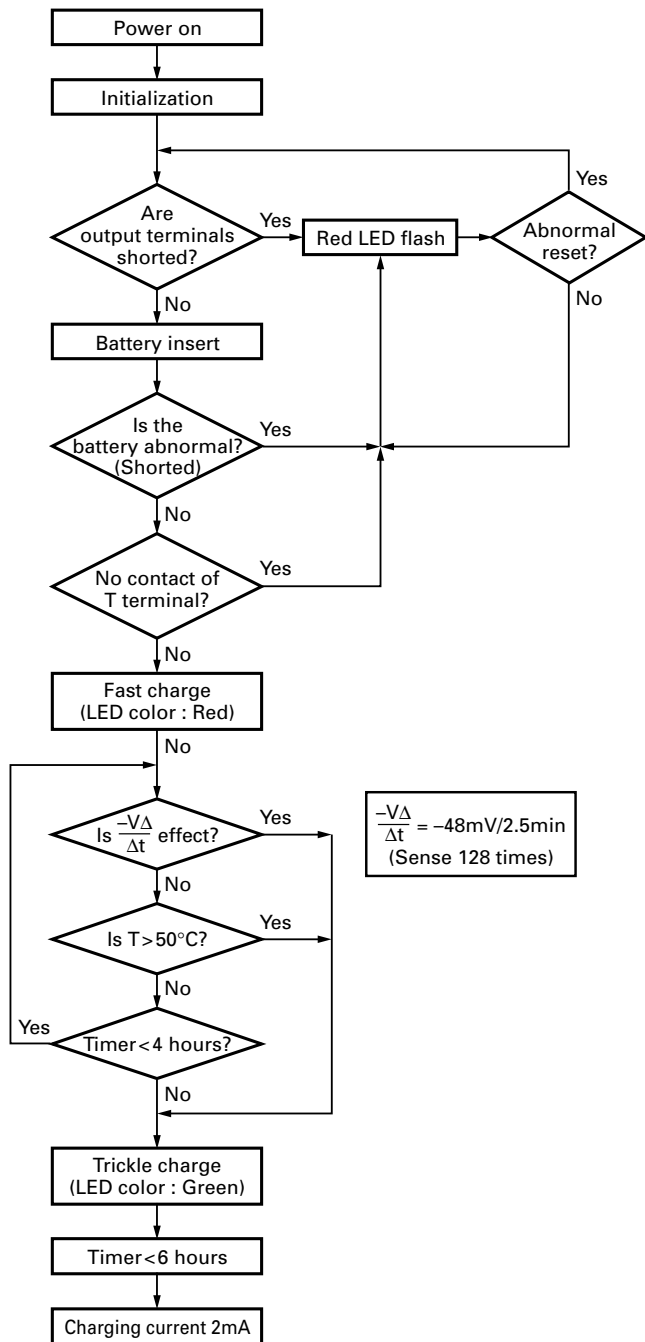 Power on
Initialization
Yes
Are
output terminals
shorted?
Yes
Red LED flash
Abnormal
reset?
No
No
Battery insert
Is the
battery abnormal?
(Shorted)
Yes
No
No contact of
T terminal?
Yes
No
Fast charge
(LED color : Red)
No
Is −VΔ/Δt effect?
Yes
−VΔ/Δt = −48mV/2.5min
(Sense 128 times)
No
Is T>50°C?
Yes
No
Yes
Timer<4 hours?
No
Trickle charge
(LED color : Green)
Timer<6 hours
Charging current 2mA